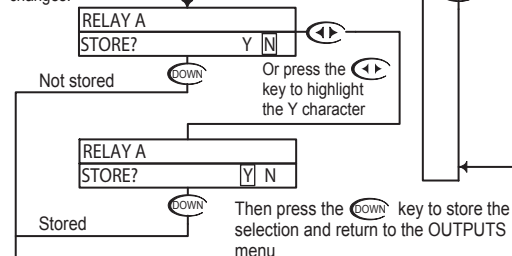 changes.
RELAY A
STORE? Y N
Not stored
DOWN
Or press the
key to highlight
the Y character
RELAY A
STORE? Y N
Stored
DOWN
Then press the DOWN key to store the
selection and return to the OUTPUTS
menu